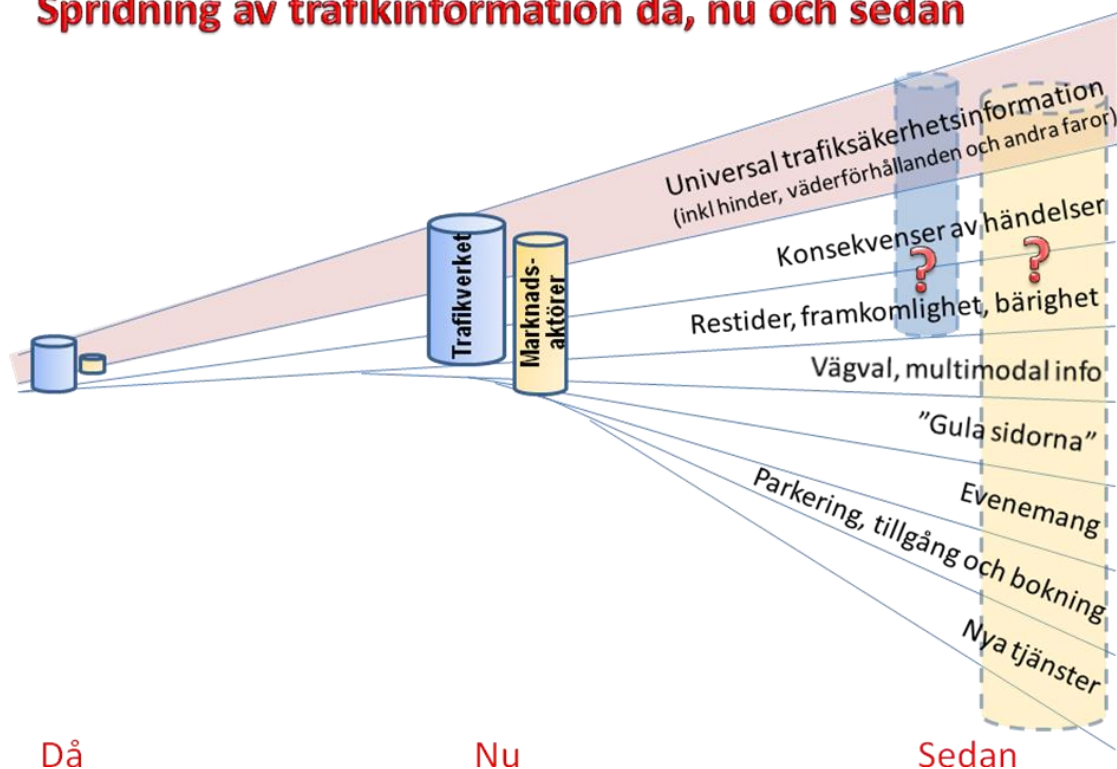 Spridning av trafikinformation då, nu och sedan
Universal trafiksäkerhetsinformation
(inkl hinder, väderförhållanden och andra faror)
Trafikverket
Marknads-
aktörer
Konsekvenser av händelser
?
?
Restider, framkomlighet, bärighet
Vägval, multimodal info
”Gula sidorna”
Evenemang
Parkering, tillgång och bokning
Nya tjänster
Då
Nu
Sedan